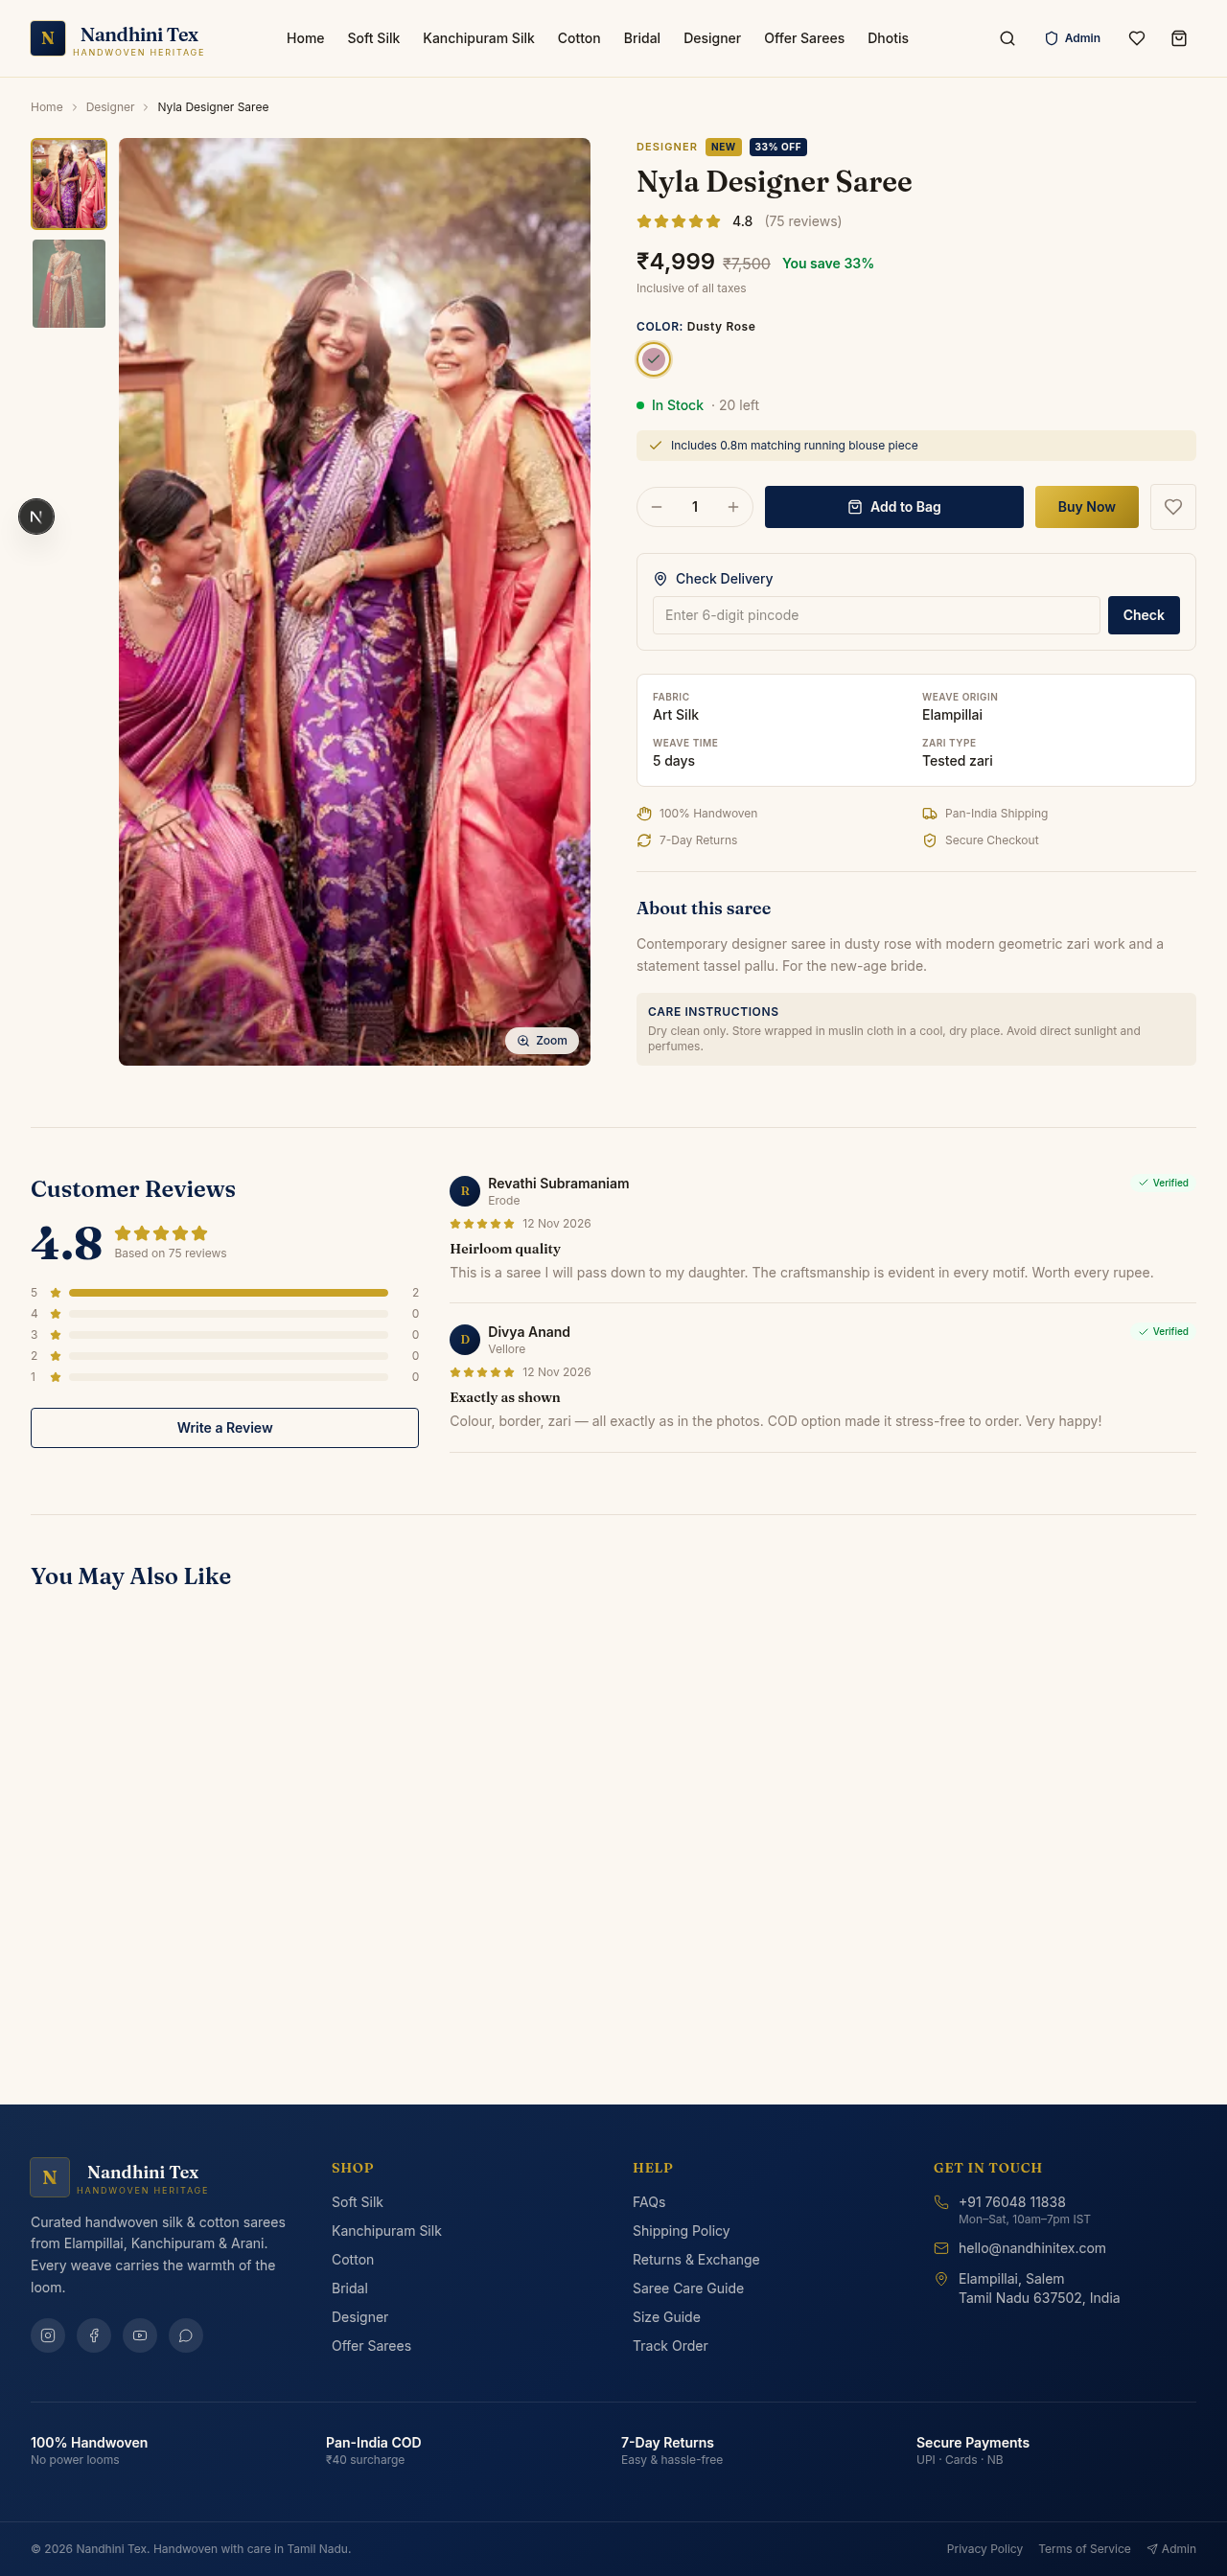 N
Nandhini Tex
HANDWOVEN HERITAGE
Home Soft Silk Kanchipuram Silk Cotton Bridal Designer Offer Sarees Dhotis
Admin
Home > Designer > Nyla Designer Saree
DESIGNER NEW 33% OFF
Nyla Designer Saree
4.8 (75 reviews)
₹4,999 ₹7,500 You save 33%
Inclusive of all taxes
COLOR: Dusty Rose
In Stock · 20 left
Includes 0.8m matching running blouse piece
N
1 Add to Bag Buy Now
Check Delivery
Enter 6-digit pincode Check
FABRIC WEAVE ORIGIN
Art Silk Elampillai
WEAVE TIME ZARI TYPE
5 days Tested zari
100% Handwoven Pan-India Shipping
7-Day Returns Secure Checkout
About this saree
Contemporary designer saree in dusty rose with modern geometric zari work and a
statement tassel pallu. For the new-age bride.
CARE INSTRUCTIONS
Dry clean only. Store wrapped in muslin cloth in a cool, dry place. Avoid direct sunlight and
perfumes.
Zoom
Customer Reviews
4.8
Based on 75 reviews
5 2
4 0
3 0
2 0
1 0
Write a Review
R Revathi Subramaniam Verified
Erode
12 Nov 2026
Heirloom quality
This is a saree I will pass down to my daughter. The craftsmanship is evident in every motif. Worth every rupee.
D Divya Anand Verified
Vellore
12 Nov 2026
Exactly as shown
Colour, border, zari — all exactly as in the photos. COD option made it stress-free to order. Very happy!
You May Also Like
N
Nandhini Tex
HANDWOVEN HERITAGE
Curated handwoven silk & cotton sarees
from Elampillai, Kanchipuram & Arani.
Every weave carries the warmth of the
loom.
SHOP
Soft Silk
Kanchipuram Silk
Cotton
Bridal
Designer
Offer Sarees
HELP
FAQs
Shipping Policy
Returns & Exchange
Saree Care Guide
Size Guide
Track Order
GET IN TOUCH
+91 76048 11838
Mon–Sat, 10am–7pm IST
hello@nandhinitex.com
Elampillai, Salem
Tamil Nadu 637502, India
100% Handwoven Pan-India COD 7-Day Returns Secure Payments
No power looms ₹40 surcharge Easy & hassle-free UPI · Cards · NB
© 2026 Nandhini Tex. Handwoven with care in Tamil Nadu. Privacy Policy Terms of Service Admin